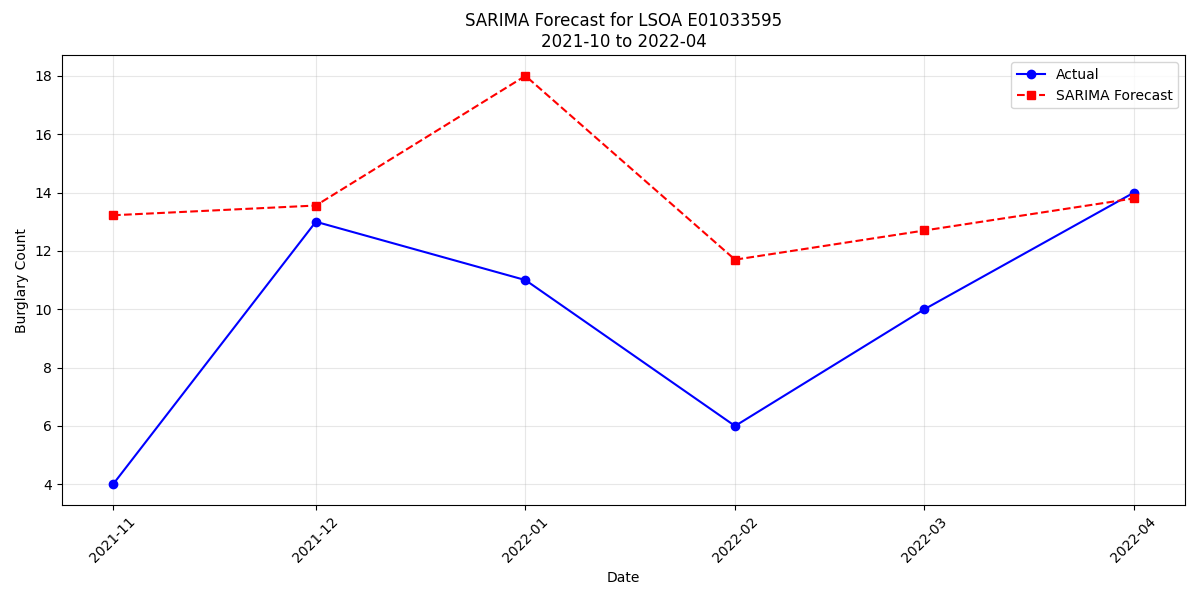 SARIMA Forecast for LSOA E01033595
2021-10 to 2022-04
Actual
SARIMA Forecast
Burglary Count
18
16
14
12
10
8
6
4
2021-11
2021-12
2022-01
2022-02
2022-03
2022-04
Date